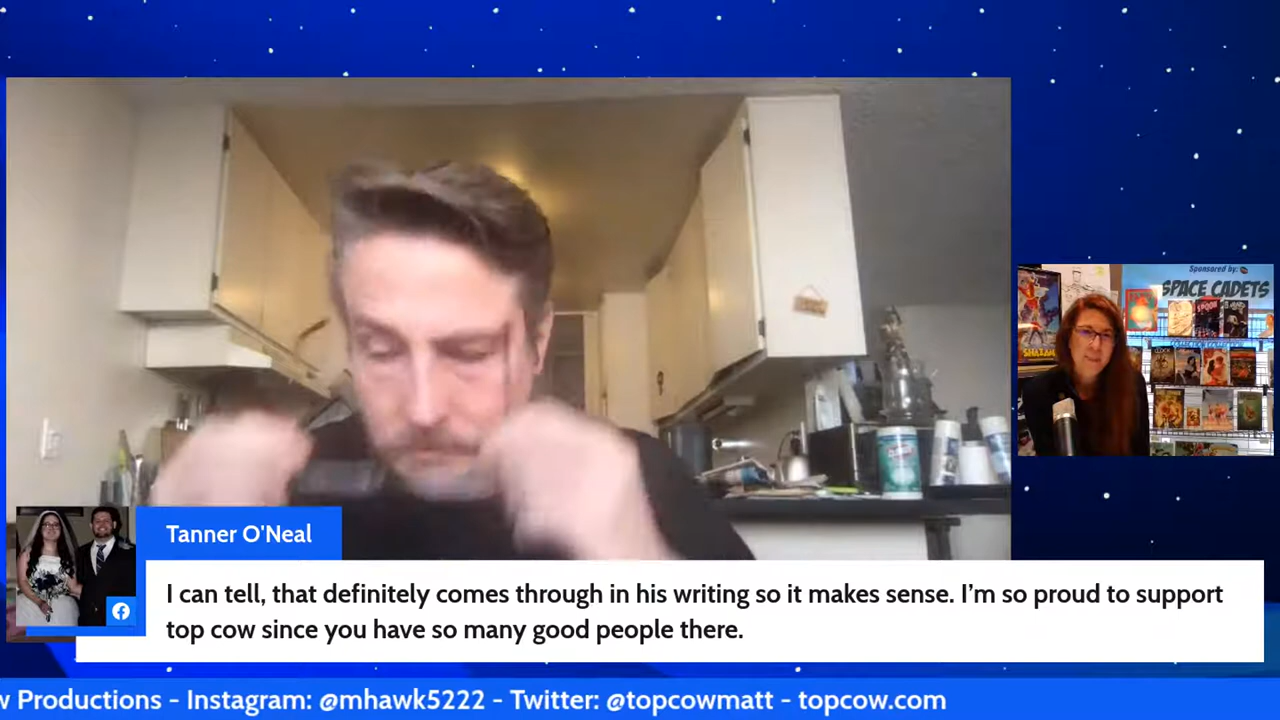 Sponsored by:
SPACE CADETS
SHAZAM
Tanner O'Neal
I can tell, that definitely comes through in his writing so it makes sense. I’m so proud to support
top cow since you have so many good people there.
w Productions - Instagram: @mhawk5222 - Twitter: @topcowmatt - topcow.com